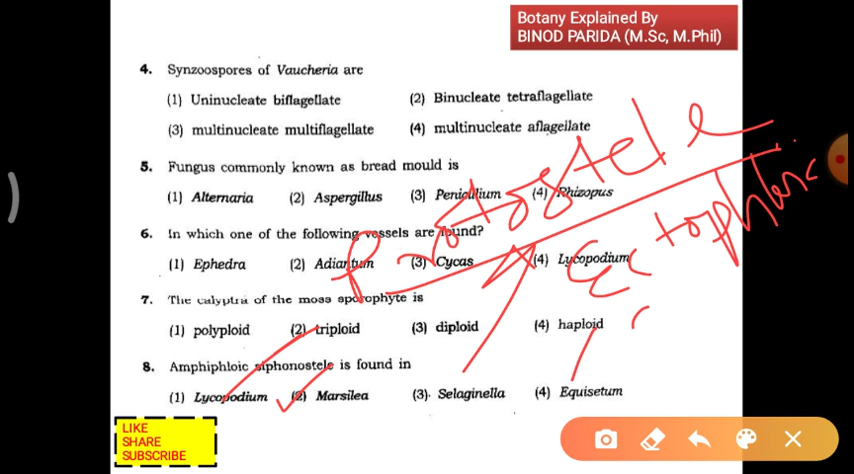 Botany Explained By
BINOD PARIDA (M.Sc, M.Phil)
4. Synzoospores of Vaucheria are
(1) Uninucleate biflagellate (2) Binucleate tetraflagellate
(3) multinucleate multiflagellate (4) multinucleate aflagellate
5. Fungus commonly known as bread mould is
(1) Alternaria (2) Aspergillus (3) Penicillium (4) Rhizopus
6. In which one of the following vessels are found?
(1) Ephedra (2) Adiantum (3) Cycas (4) Lycopodium
7. The calyptra of the moss sporophyte is
(1) polyploid (2) triploid (3) diploid (4) haploid
8. Amphiphloic siphonostele is found in
(1) Lycopodium (2) Marsilea (3) Selaginella (4) Equisetum
Protostele
Ectophloic
LIKE
SHARE
SUBSCRIBE